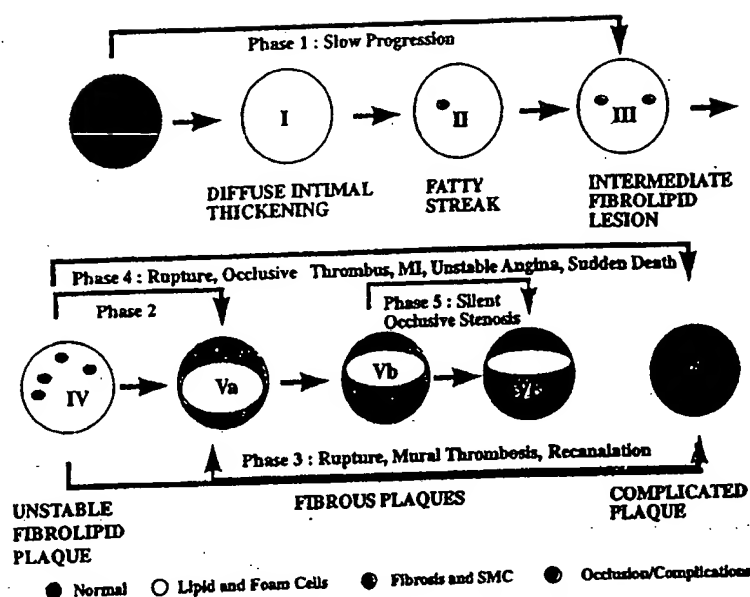 Phase 1 : Slow Progression
I
II
III
DIFFUSE INTIMAL
THICKENING
FATTY
STREAK
INTERMEDIATE
FIBROLIPID
LESION
Phase 4 : Rupture, Occlusive Thrombus, MI, Unstable Angina, Sudden Death
Phase 2
Phase 5 : Silent
Occlusive Stenosis
IV
Va
Vb
Phase 3 : Rupture, Mural Thrombosis, Recanalation
UNSTABLE
FIBROLIPID
PLAQUE
FIBROUS PLAQUES
COMPLICATED
PLAQUE
Normal
Lipid and Foam Cells
Fibrosis and SMC
Occlusion/Complications